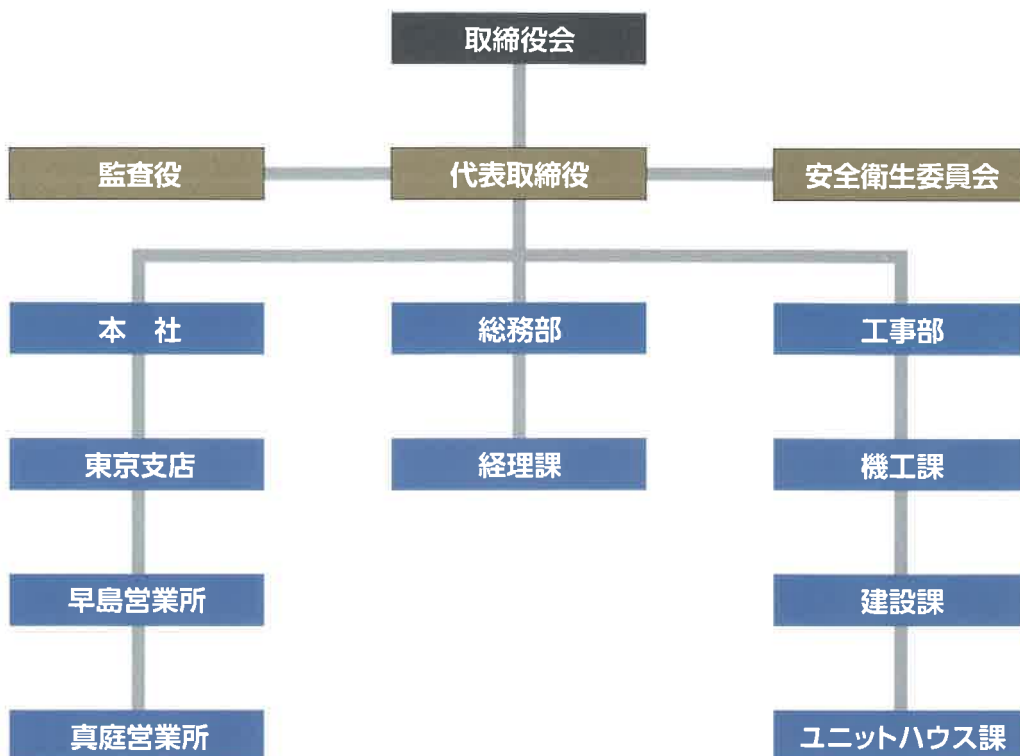 取締役会
監査役
代表取締役
安全衛生委員会
本　社
総務部
工事部
東京支店
経理課
機工課
早島営業所
建設課
真庭営業所
ユニットハウス課